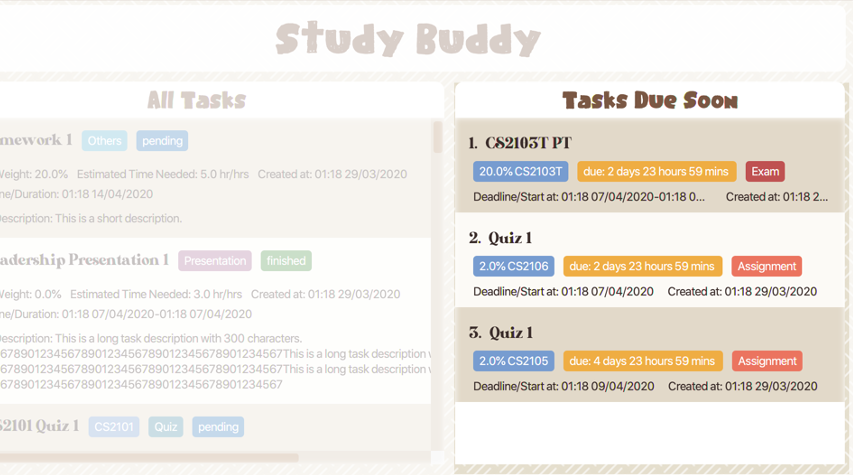 Study Buddy
All Tasks
mework 1 Others pending
Weight: 20.0% Estimated Time Needed: 5.0 hr/hrs Created at: 01:18 29/03/2020
ne/Duration: 01:18 14/04/2020
Description: This is a short description.
adership Presentation 1 Presentation finished
Weight: 0.0% Estimated Time Needed: 3.0 hr/hrs Created at: 01:18 29/03/2020
ne/Duration: 01:18 07/04/2020-01:18 07/04/2020
Description: This is a long task description with 300 characters.
67890123456789012345678901234567890123456789012345678901234567This is a long task description w
67890123456789012345678901234567890123456789012345678901234567This is a long task description w
67890123456789012345678901234567890123456789012345678901234567
S2101 Quiz 1 CS2101 Quiz pending
Tasks Due Soon
1. CS2103T PT
20.0% CS2103T due: 2 days 23 hours 59 mins Exam
Deadline/Start at: 01:18 07/04/2020-01:18 0... Created at: 01:18 2...
2. Quiz 1
2.0% CS2106 due: 2 days 23 hours 59 mins Assignment
Deadline/Start at: 01:18 07/04/2020 Created at: 01:18 29/03/2020
3. Quiz 1
2.0% CS2105 due: 4 days 23 hours 59 mins Assignment
Deadline/Start at: 01:18 09/04/2020 Created at: 01:18 29/03/2020